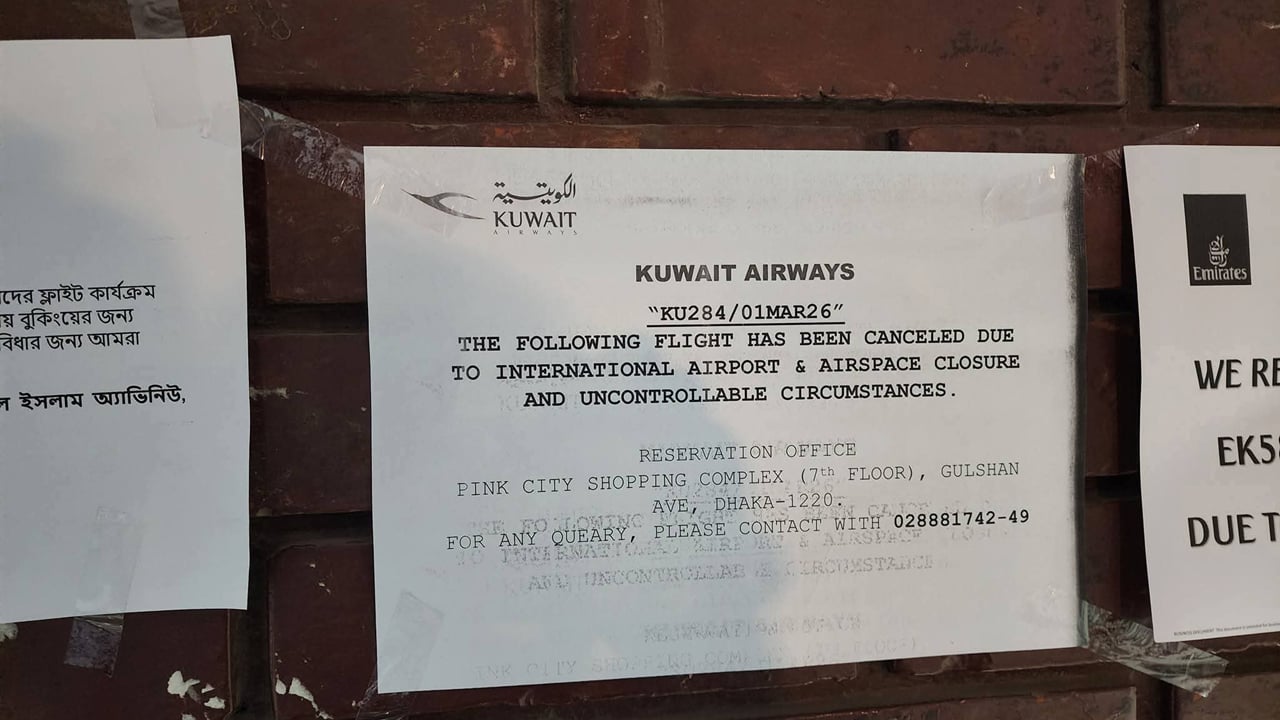 দের ফ্লাইট কার্যক্রম
য় বুকিংয়ের জন্য
বিধার জন্য আমরা
ল ইসলাম অ্যাভিনিউ,
الكويتية
KUWAIT
AIRWAYS
KUWAIT AIRWAYS
“KU284/01MAR26”
THE FOLLOWING FLIGHT HAS BEEN CANCELED DUE
TO INTERNATIONAL AIRPORT & AIRSPACE CLOSURE
AND UNCONTROLLABLE CIRCUMSTANCES.
RESERVATION OFFICE
PINK CITY SHOPPING COMPLEX (7th FLOOR), GULSHAN
AVE, DHAKA-1220.
FOR ANY QUEARY, PLEASE CONTACT WITH 028881742-49
Emirates
WE RE
EK58
DUE T